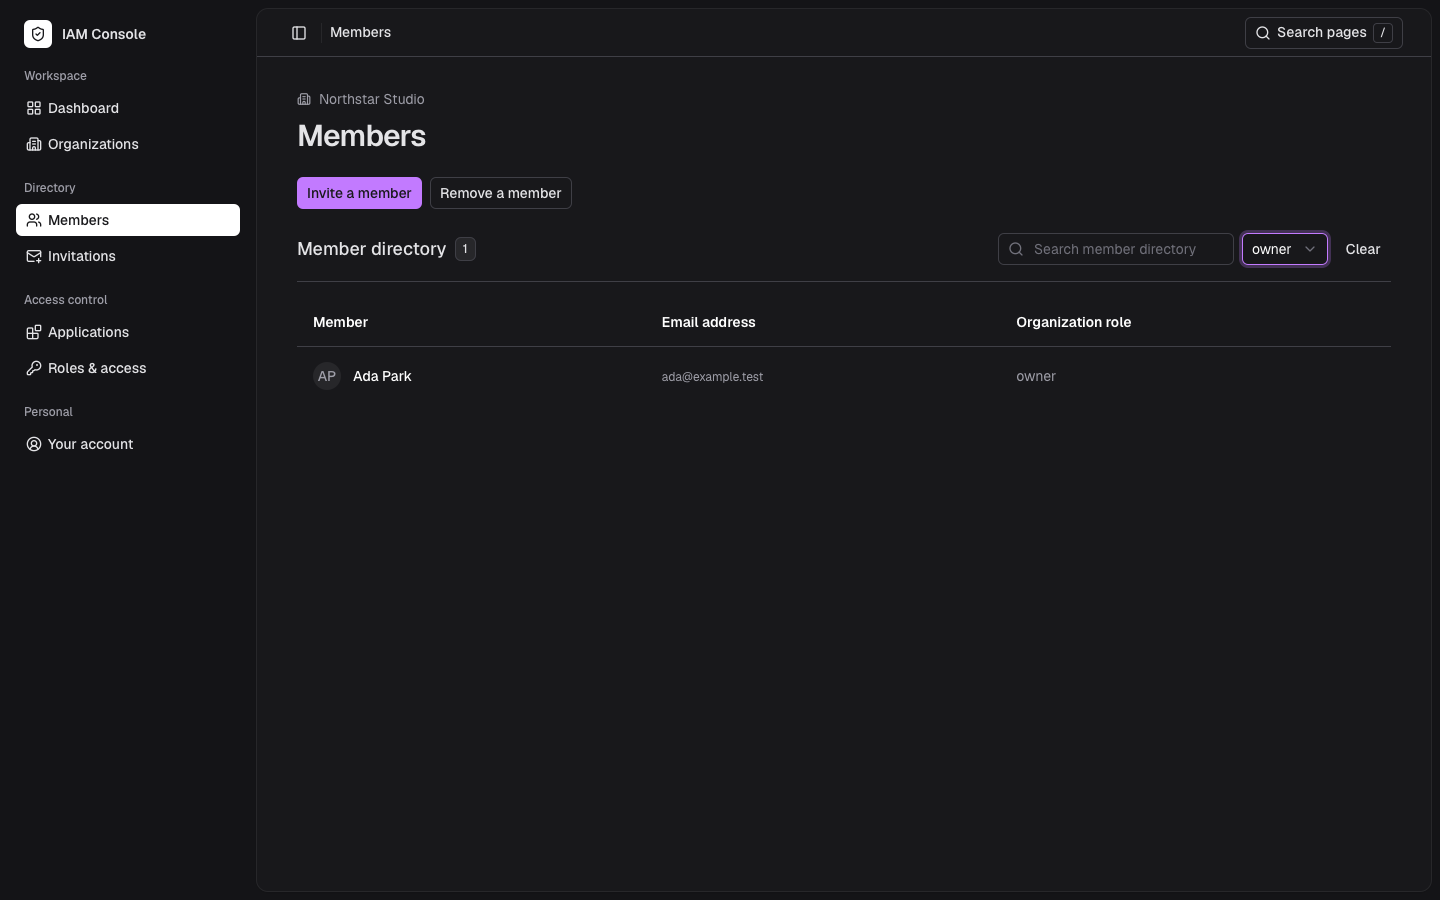 IAM Console
Workspace
Dashboard
Organizations
Directory
Members
Invitations
Access control
Applications
Roles & access
Personal
Your account
Members
Search pages /
Northstar Studio
Members
Invite a member
Remove a member
Member directory 1
Search member directory
owner
Clear
Member Email address Organization role
AP Ada Park ada@example.test owner